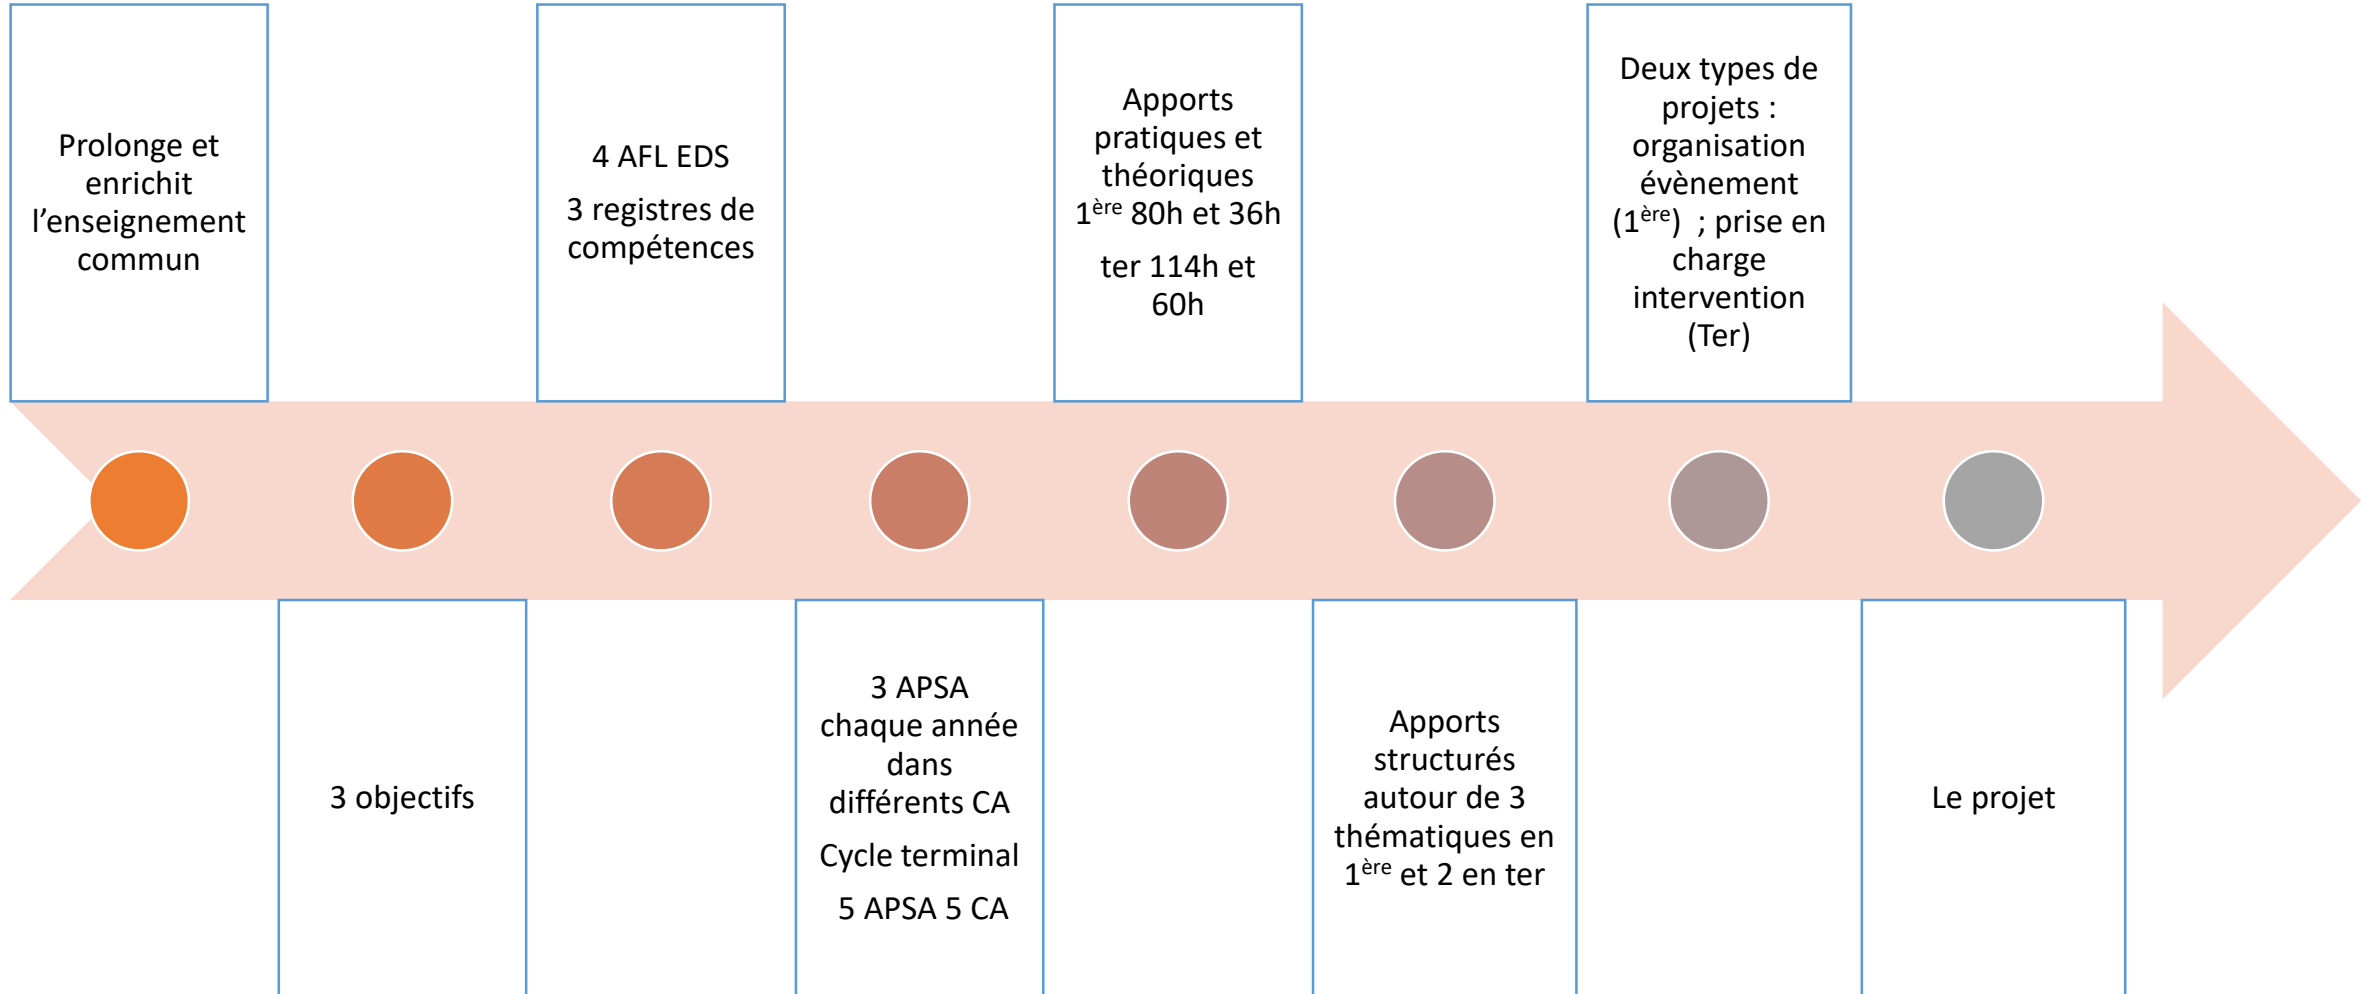 Prolonge et
enrichit
l’enseignement
commun
3 objectifs
4 AFL EDS
3 registres de
compétences
3 APSA
chaque année
dans
différents CA
Cycle terminal
5 APSA 5 CA
Apports
pratiques et
théoriques
1ère 80h et 36h
ter 114h et
60h
Apports
structurés
autour de 3
thématiques en
1ère et 2 en ter
Deux types de
projets :
organisation
évènement
(1ère) ; prise en
charge
intervention
(Ter)
Le projet